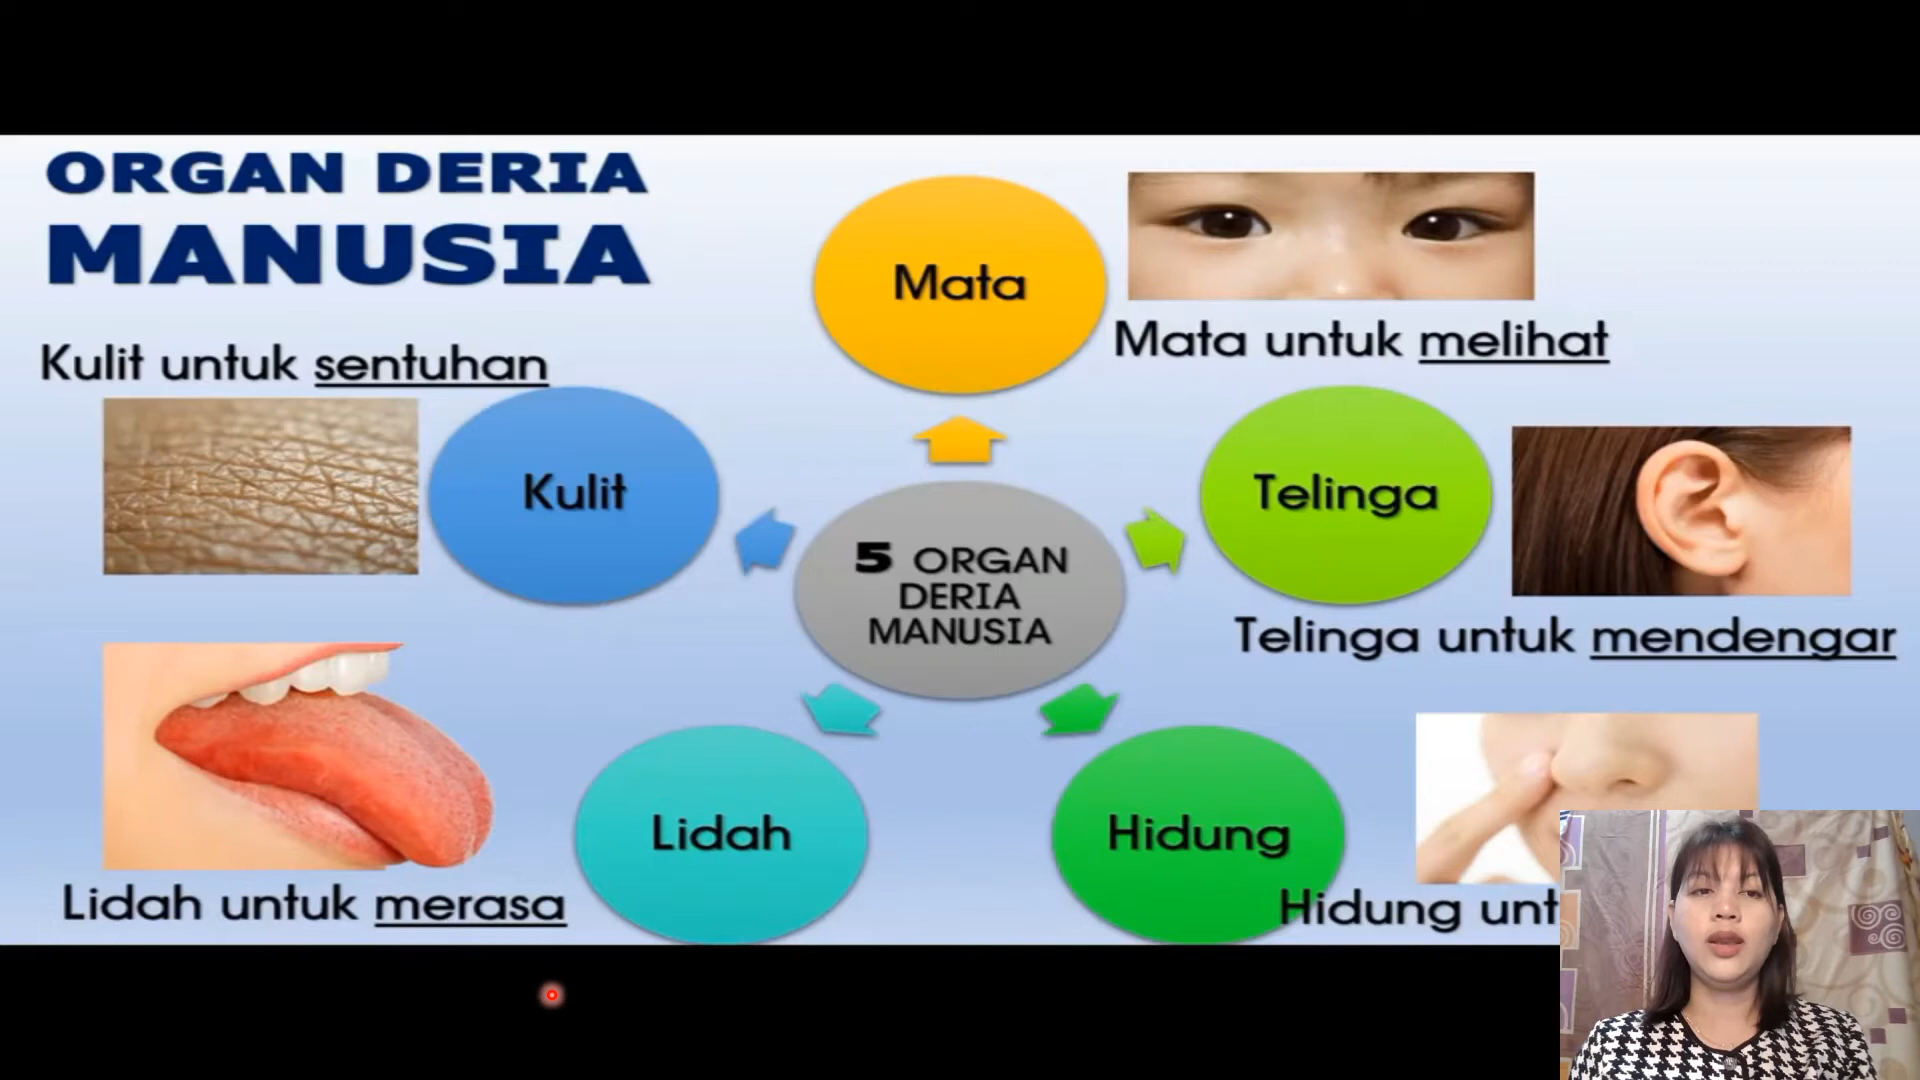 ORGAN DERIA
MANUSIA
Mata
Mata untuk melihat
Kulit untuk sentuhan
Kulit
Telinga
Telinga untuk mendengar
5 ORGAN
DERIA
MANUSIA
Lidah
Lidah untuk merasa
Hidung
Hidung